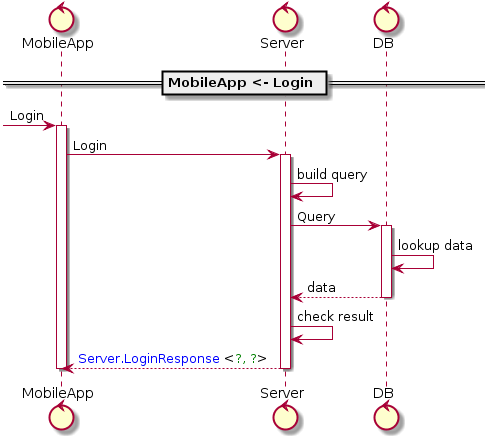 MobileApp Server DB
MobileApp <- Login
Login
Login
build query
Query
lookup data
data
check result
Server.LoginResponse <?, ?>
MobileApp Server DB